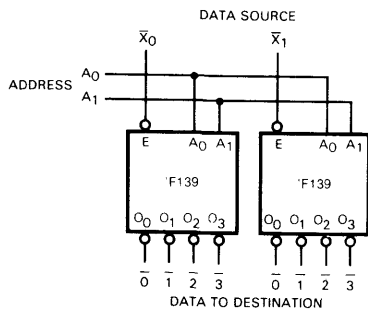 DATA SOURCE
X̅0 X̅1
A0
ADDRESS
A1
E A0 A1 E A0 A1
'F139 'F139
O0 O1 O2 O3 O0 O1 O2 O3
0̅ 1̅ 2̅ 3̅ 0̅ 1̅ 2̅ 3̅
DATA TO DESTINATION